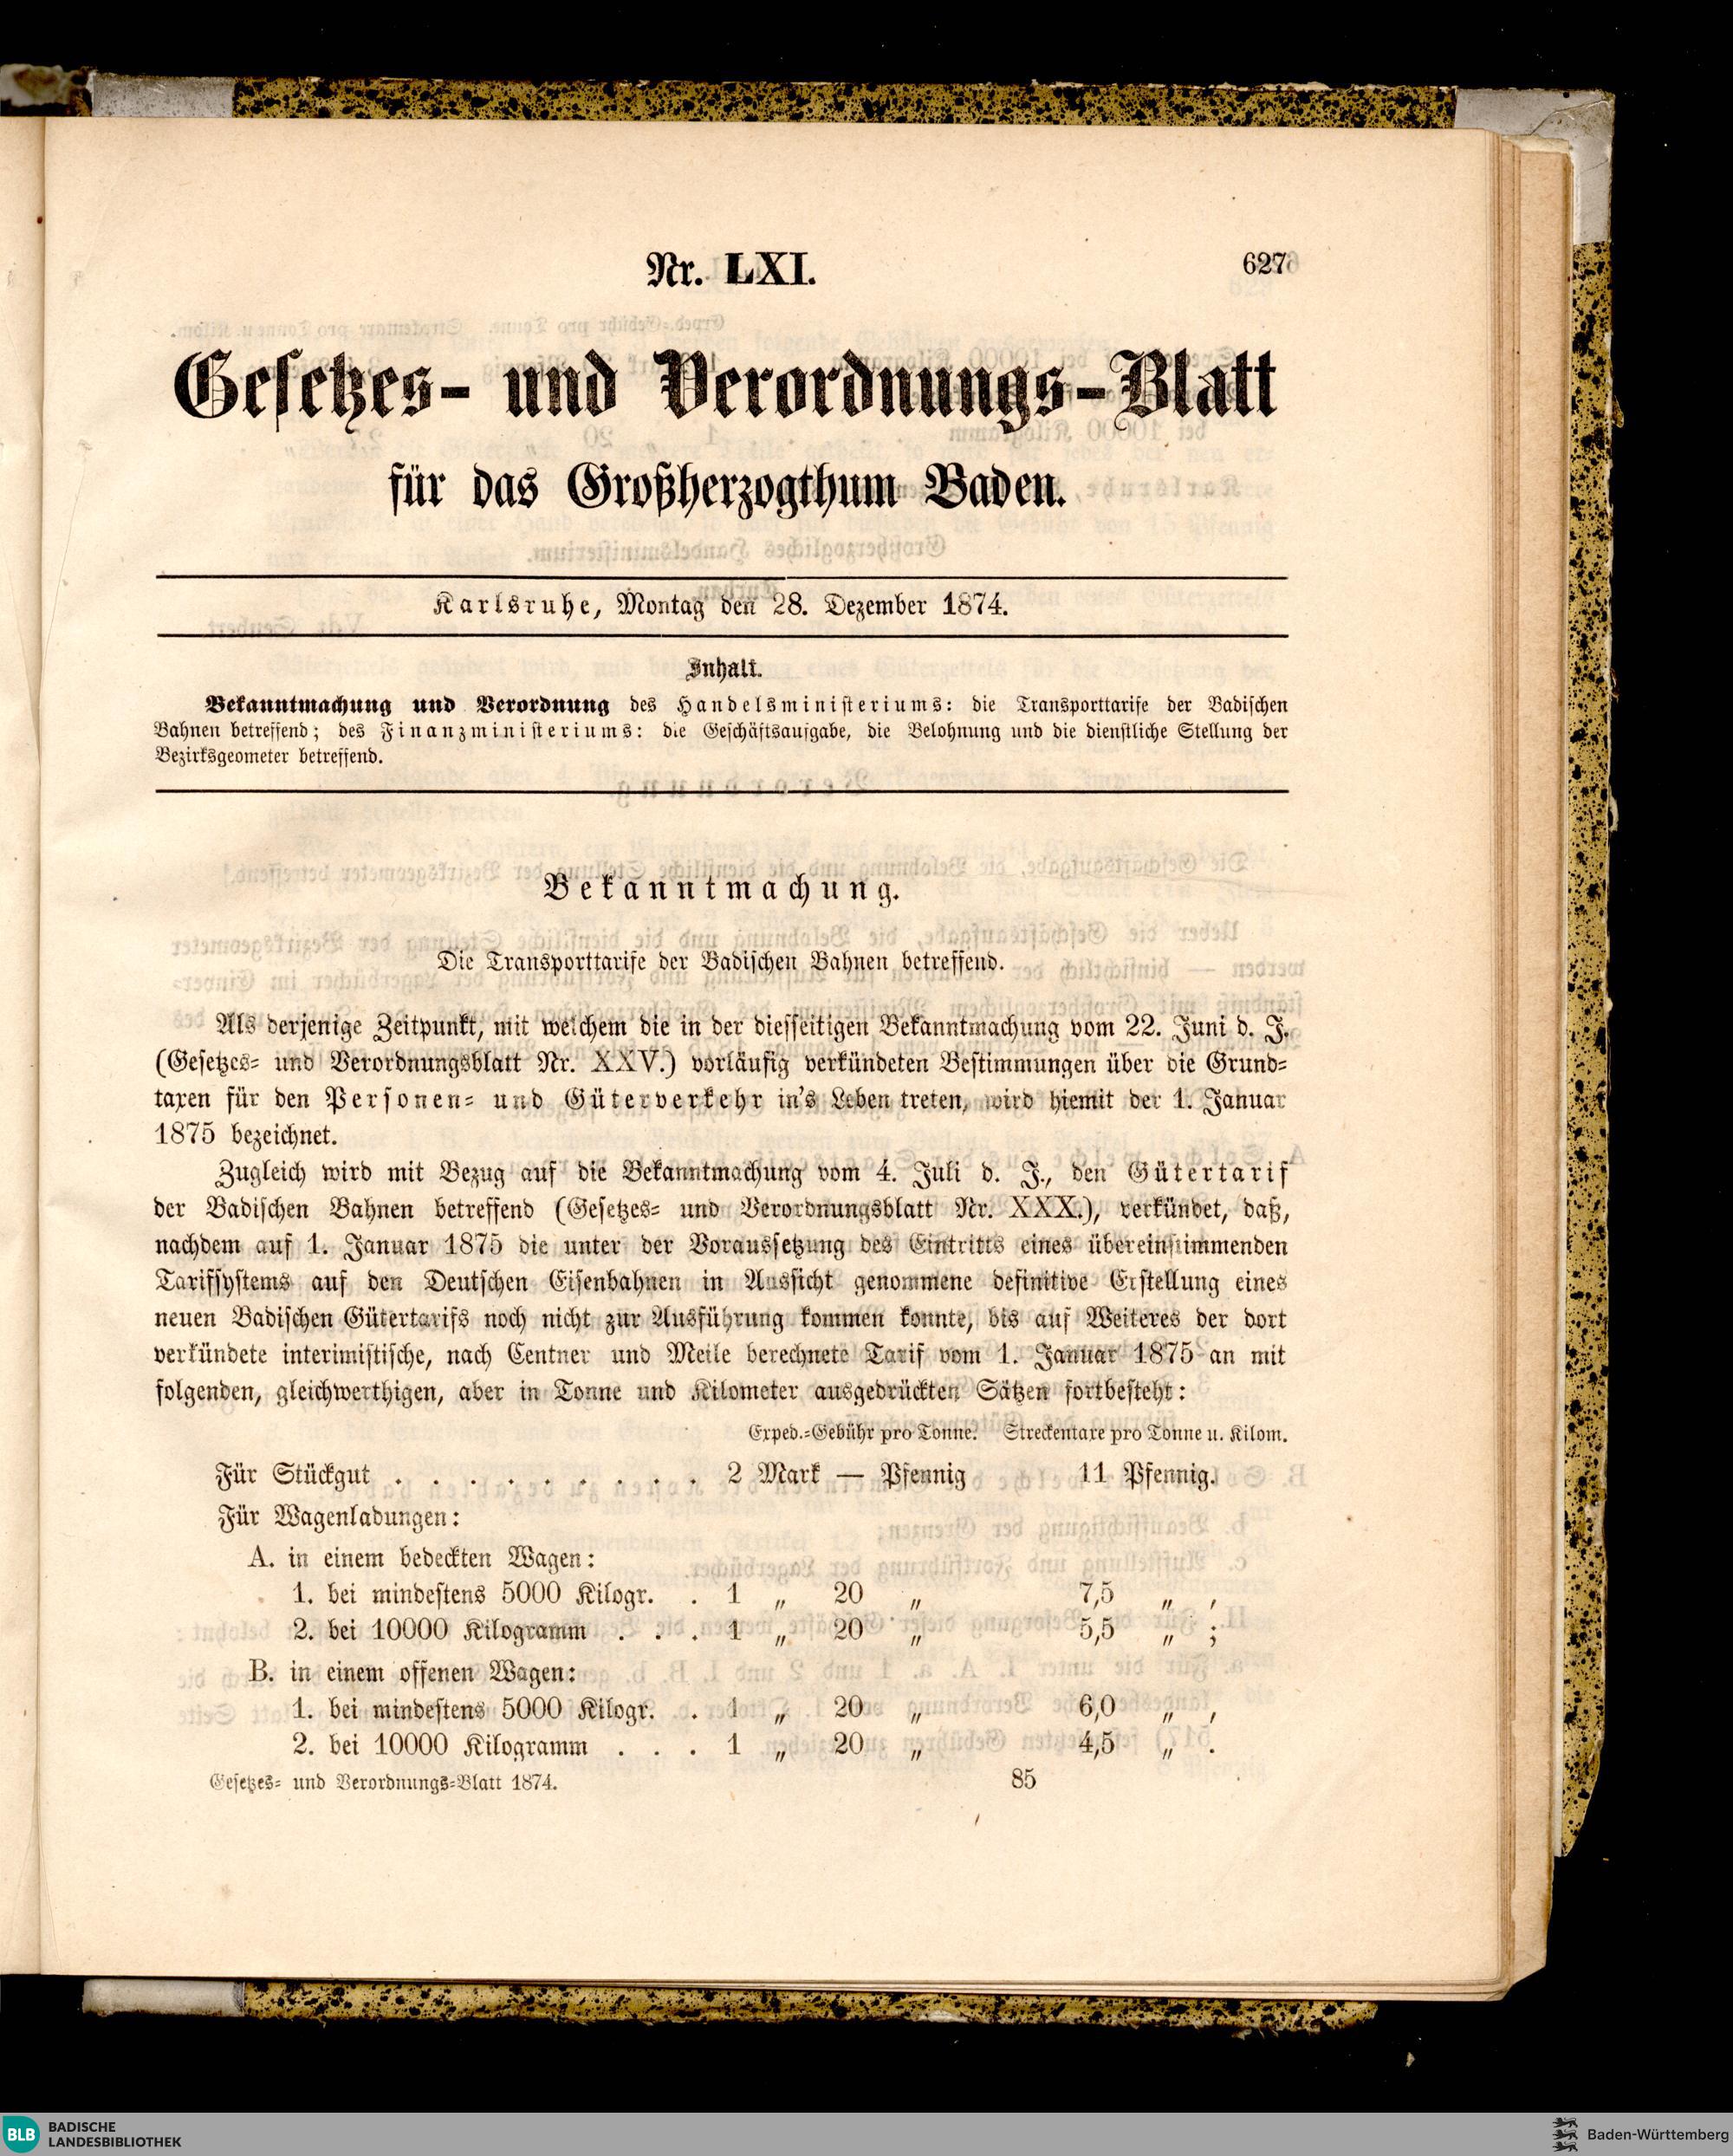 Nr. LXI.
627
Gesetzes- und Verordnungs-Blatt
für das Großherzogthum Baden.
Karlsruhe, Montag den 28. Dezember 1874.
Inhalt.
Bekanntmachung und Verordnung des Handelsministeriums: die Transporttarife der Badischen
Bahnen betreffend; des Finanzministeriums: die Geschäftsaufgabe, die Belohnung und die dienstliche Stellung der
Bezirksgeometer betreffend.
Bekanntmachung.
Die Transporttarife der Badischen Bahnen betreffend.
Als derjenige Zeitpunkt, mit welchem die in der diesseitigen Bekanntmachung vom 22. Juni d. J.
(Gesetzes- und Verordnungsblatt Nr. XXV.) vorläufig verkündeten Bestimmungen über die Grund-
taxen für den Personen- und Güterverkehr in's Leben treten, wird hiemit der 1. Januar
1875 bezeichnet.
Zugleich wird mit Bezug auf die Bekanntmachung vom 4. Juli d. J., den Gütertarif
der Badischen Bahnen betreffend (Gesetzes- und Verordnungsblatt Nr. XXX.), verkündet, daß,
nachdem auf 1. Januar 1875 die unter der Voraussetzung des Eintritts eines übereinstimmenden
Tarifsystems auf den Deutschen Eisenbahnen in Aussicht genommene definitive Erstellung eines
neuen Badischen Gütertarifs noch nicht zur Ausführung kommen konnte, bis auf Weiteres der dort
verkündete interimistische, nach Centner und Meile berechnete Tarif vom 1. Januar 1875 an mit
folgenden, gleichwerthigen, aber in Tonne und Kilometer ausgedrückten Sätzen fortbesteht:
Exped.-Gebühr pro Tonne. Streckentaxe pro Tonne u. Kilom.
Für Stückgut . . . . . . . . . 2 Mark — Pfennig 11 Pfennig.
Für Wagenladungen:
A. in einem bedeckten Wagen:
1. bei mindestens 5000 Kilogr. . 1 „ 20 „ 7,5 „ ,
2. bei 10000 Kilogramm . . . 1 „ 20 „ 5,5 „ ;
B. in einem offenen Wagen:
1. bei mindestens 5000 Kilogr. . 1 „ 20 „ 6,0 „ ,
2. bei 10000 Kilogramm . . . 1 „ 20 „ 4,5 „ .
Gesetzes- und Verordnungs-Blatt 1874. 85
BLB BADISCHE
LANDESBIBLIOTHEK
Baden-Württemberg